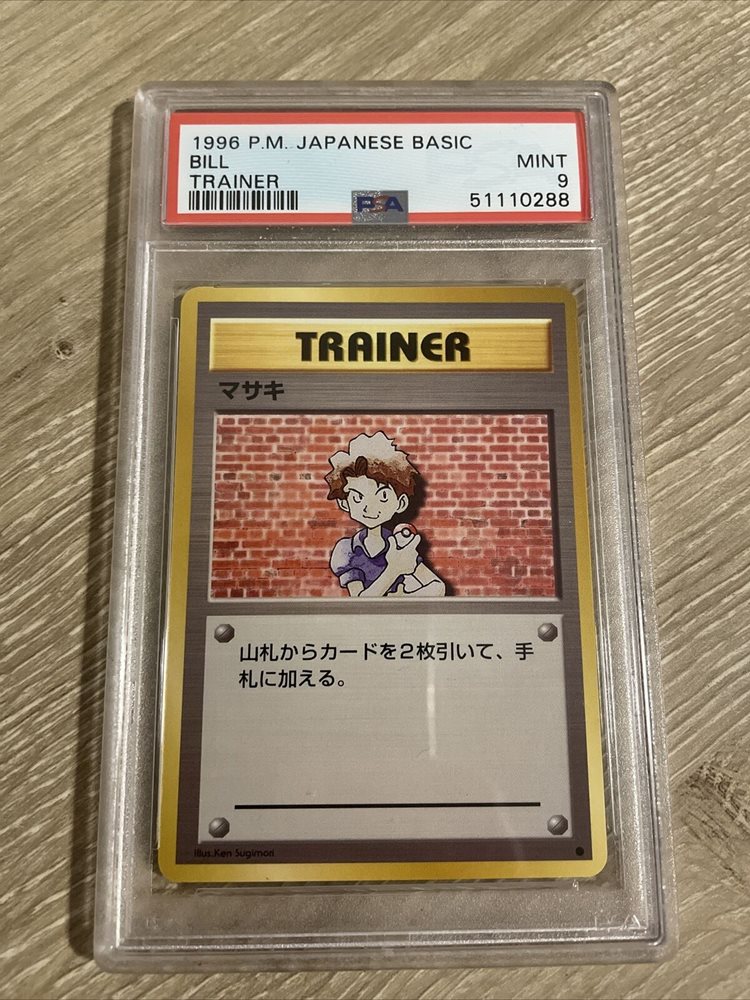 1996 P.M. JAPANESE BASIC
BILL MINT
TRAINER 9
51110288
PSA
TRAINER
マサキ
山札からカードを2枚引いて、手
札に加える。
Illus.Ken Sugimori